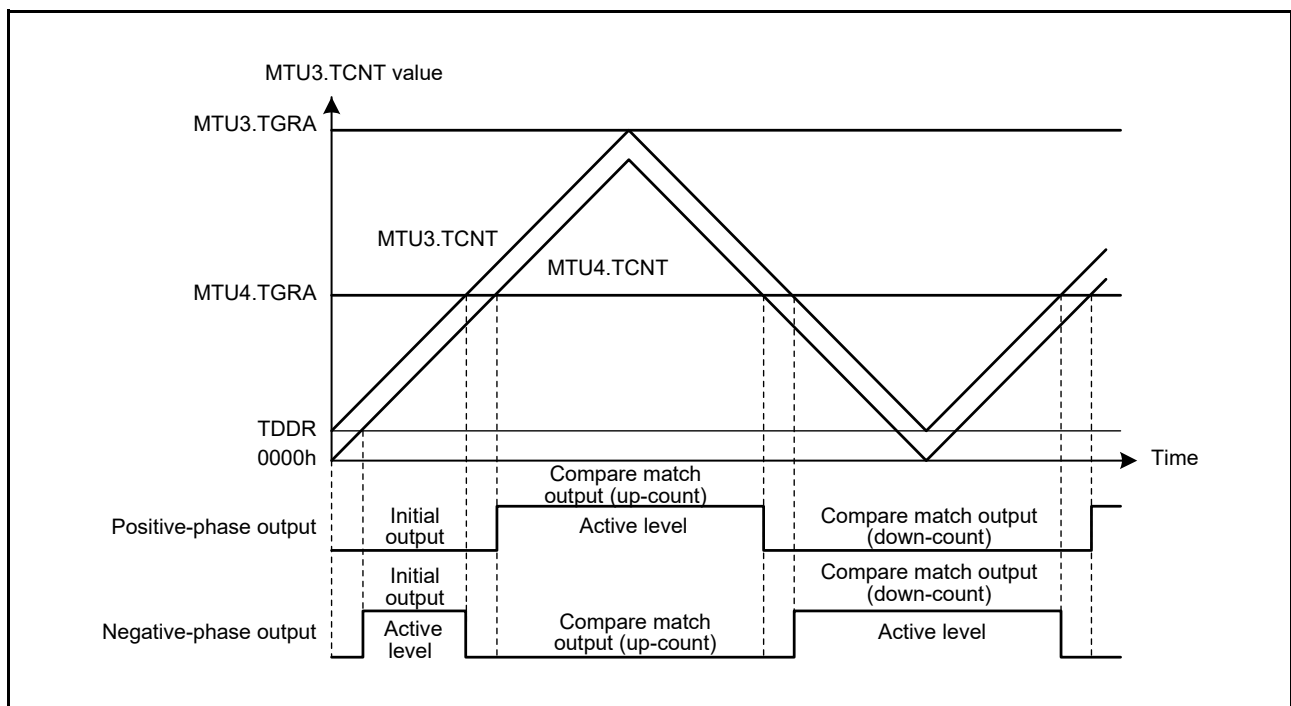 MTU3.TCNT value
MTU3.TGRA
MTU3.TCNT
MTU4.TCNT
MTU4.TGRA
TDDR
0000h
Time
Compare match
output (up-count)
Positive-phase output
Initial
output
Active level
Compare match output
(down-count)
Initial
output
Compare match output
(down-count)
Negative-phase output
Active
level
Compare match
output (up-count)
Active level